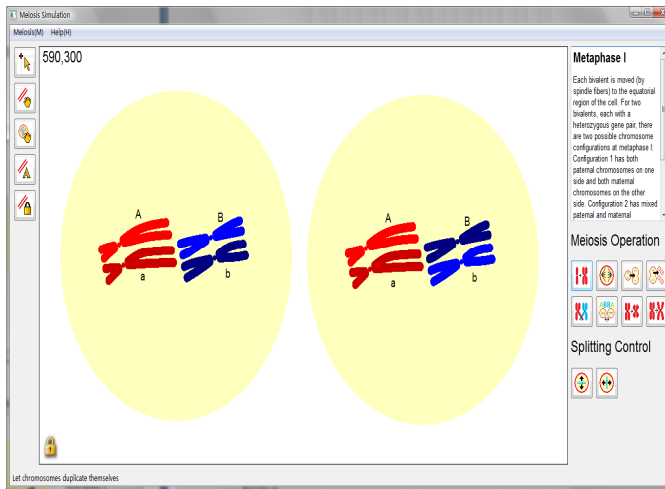 Meiosis Simulation
Meiosis(M) Help(H)
590,300
A
B
a
b
A
B
a
b
Metaphase I
Each bivalent is moved (by
spindle fibers) to the equatorial
region of the cell. For two
bivalents, each with a
heterozygous gene pair, there
are two possible chromosome
configurations at metaphase I:
Configuration 1 has both
paternal chromosomes on one
side and both maternal
chromosomes on the other
side. Configuration 2 has mixed
paternal and maternal
Meiosis Operation
Splitting Control
Let chromosomes duplicate themselves